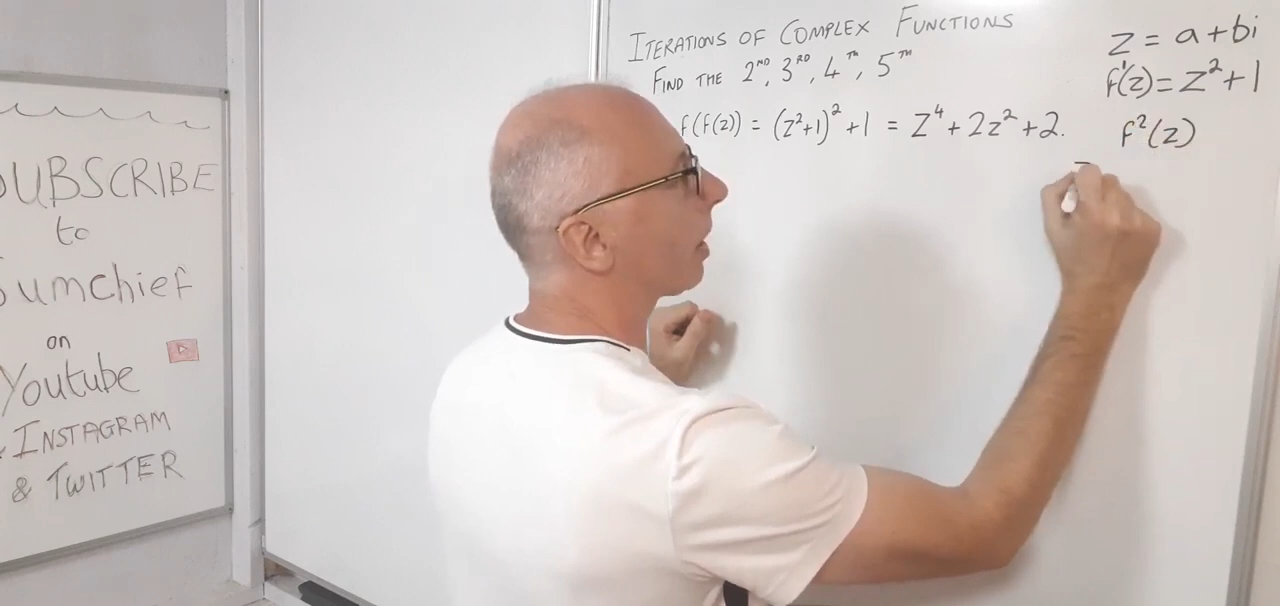 SUBSCRIBE
to
Sumchief
on
Youtube
INSTAGRAM
& TWITTER
ITERATIONS OF COMPLEX FUNCTIONS
FIND THE 2ND, 3RD, 4TH, 5TH
f(f(z)) = (z²+1)² + 1 = z⁴ + 2z² + 2.
z = a + bi
f¹(z) = z² + 1
f²(z)